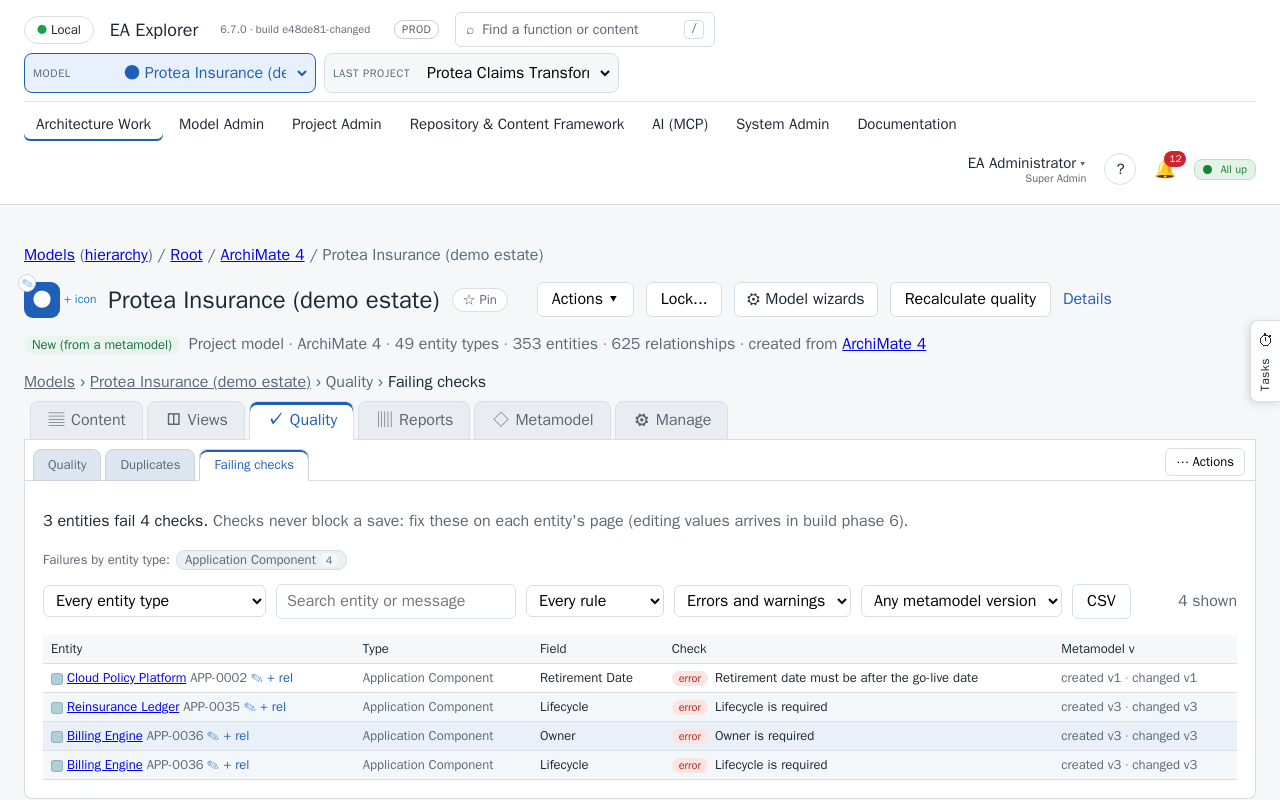 Local EA Explorer 6.7.0 · build e48de81-changed PROD ⌕ Find a function or content /
MODEL Protea Insurance (de LAST PROJECT Protea Claims Transforı
Architecture Work Model Admin Project Admin Repository & Content Framework AI (MCP) System Admin Documentation
EA Administrator ▾ ? 🔔 12 All up
Super Admin
Models (hierarchy) / Root / ArchiMate 4 / Protea Insurance (demo estate)
✎ + icon Protea Insurance (demo estate) ☆ Pin Actions ▾ Lock... ⚙ Model wizards Recalculate quality Details
New (from a metamodel) Project model · ArchiMate 4 · 49 entity types · 353 entities · 625 relationships · created from ArchiMate 4
⏱ Tasks
Models › Protea Insurance (demo estate) › Quality › Failing checks
▤ Content ◫ Views ✓ Quality ▥ Reports ◇ Metamodel ⚙ Manage
Quality Duplicates Failing checks ⋯ Actions
3 entities fail 4 checks. Checks never block a save: fix these on each entity's page (editing values arrives in build phase 6).
Failures by entity type: Application Component 4
Every entity type Search entity or message Every rule Errors and warnings Any metamodel version CSV 4 shown
Entity Type Field Check Metamodel v
Cloud Policy Platform APP-0002 ✎ + rel Application Component Retirement Date error Retirement date must be after the go-live date created v1 · changed v1
Reinsurance Ledger APP-0035 ✎ + rel Application Component Lifecycle error Lifecycle is required created v3 · changed v3
Billing Engine APP-0036 ✎ + rel Application Component Owner error Owner is required created v3 · changed v3
Billing Engine APP-0036 ✎ + rel Application Component Lifecycle error Lifecycle is required created v3 · changed v3